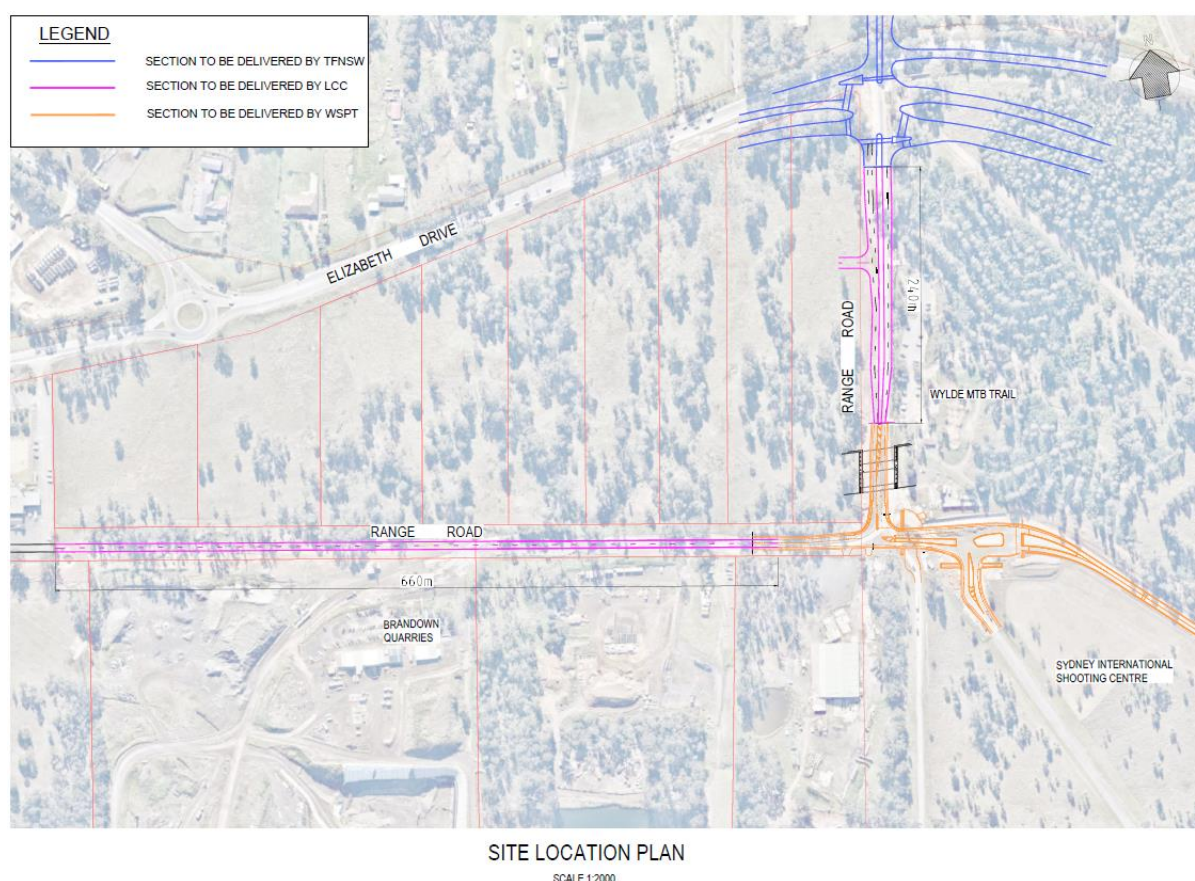 LEGEND
SECTION TO BE DELIVERED BY TFNSW
SECTION TO BE DELIVERED BY LCC
SECTION TO BE DELIVERED BY WSPT
N
ELIZABETH DRIVE
240m
RANGE ROAD
WYLDE MTB TRAIL
RANGE ROAD
660m
BRANDOWN
QUARRIES
SYDNEY INTERNATIONAL
SHOOTING CENTRE
SITE LOCATION PLAN
SCALE 1:2000